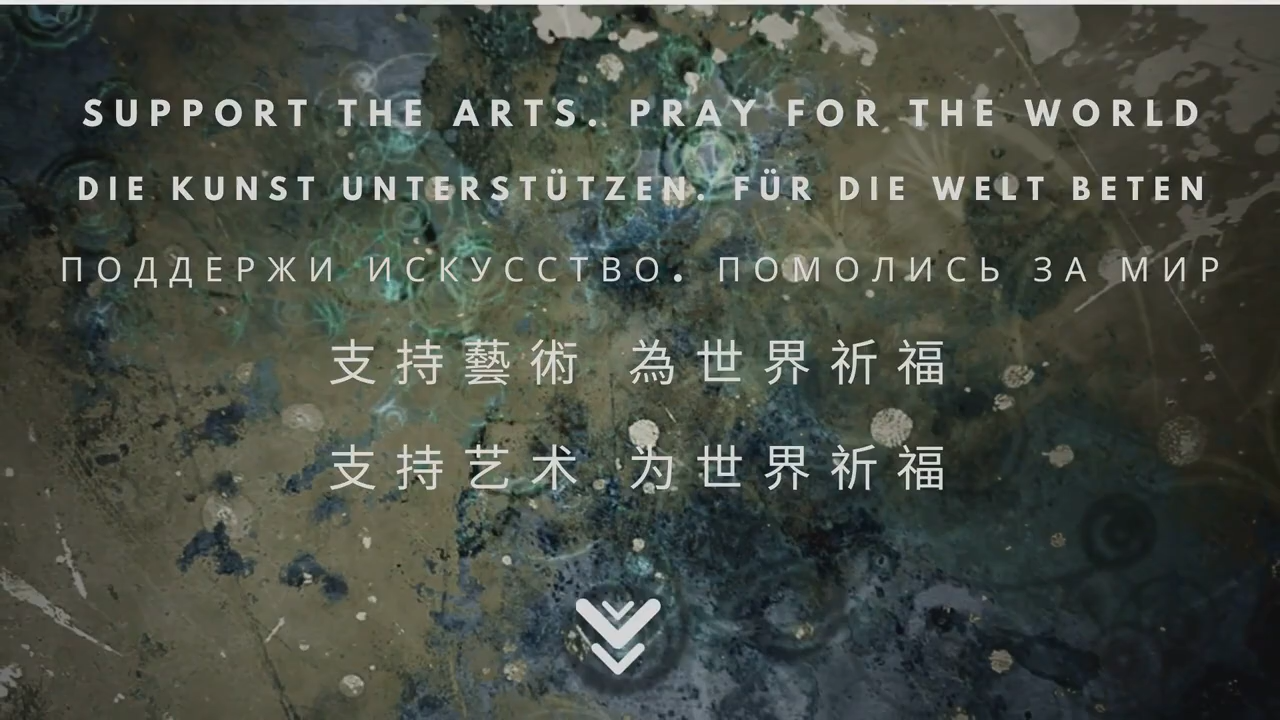 SUPPORT THE ARTS. PRAY FOR THE WORLD
DIE KUNST UNTERSTÜTZEN. FÜR DIE WELT BETEN
ПОДДЕРЖИ ИСКУССТВО. ПОМОЛИСЬ ЗА МИР
支持藝術 為世界祈福
支持艺术 为世界祈福